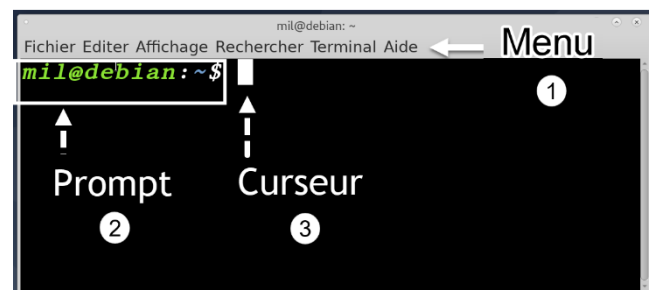 mil@debian: ~
Fichier Editer Affichage Rechercher Terminal Aide
Menu
1
mil@debian:~$
Prompt
Curseur
2
3